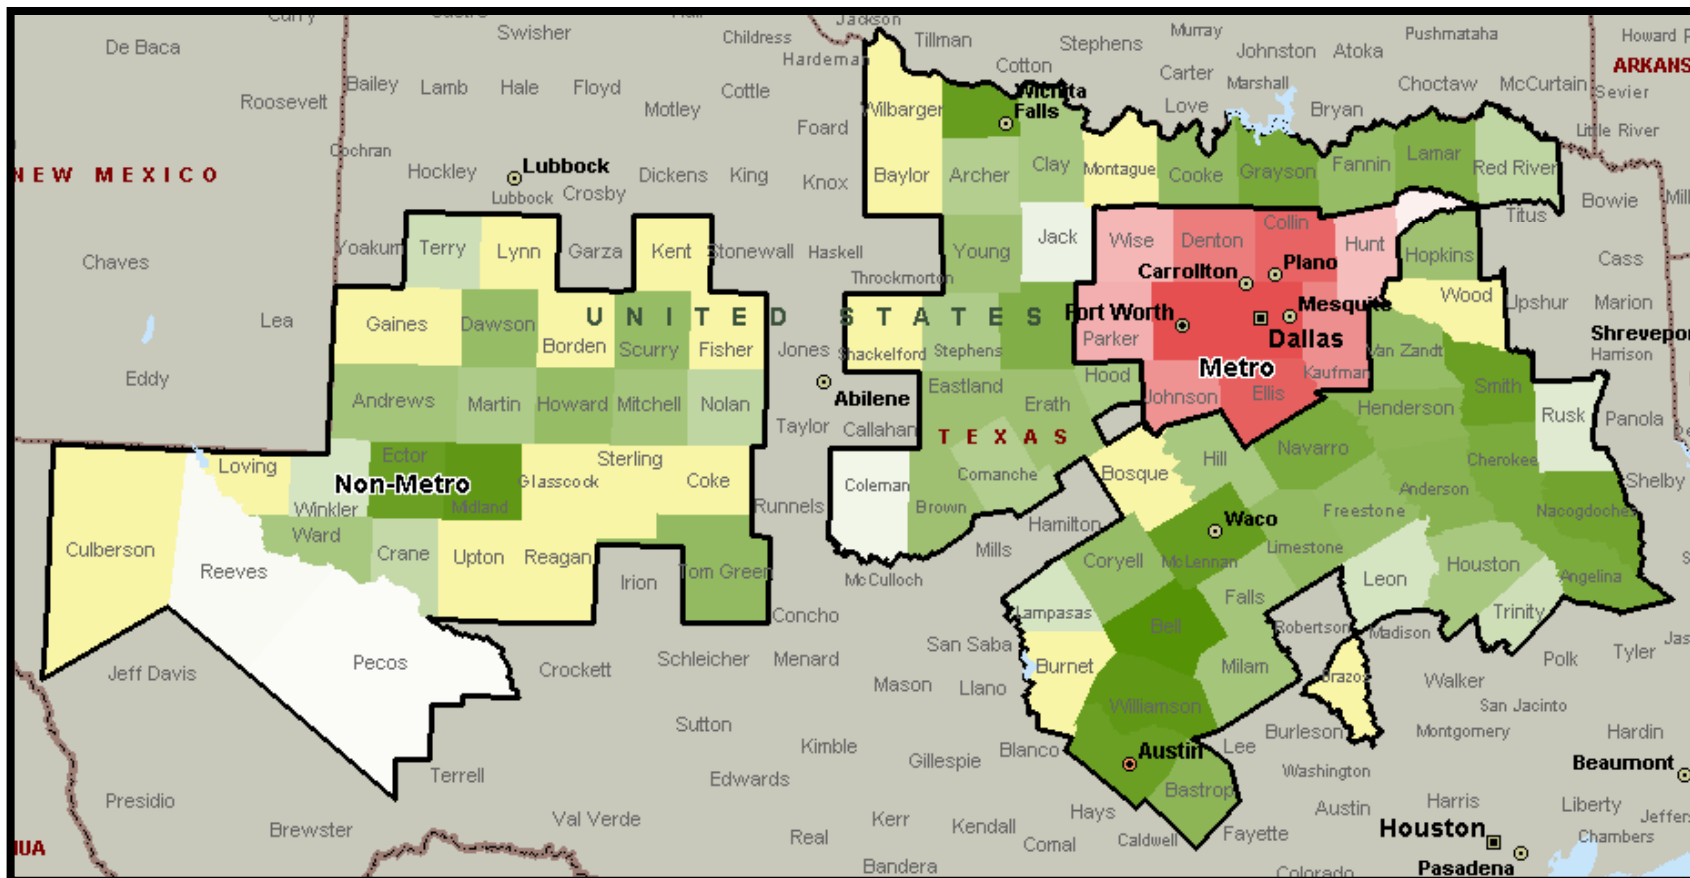 Curry
Jackson
De Baca
Swisher
Childress
Tillman
Stephens
Murray
Johnston
Atoka
Pushmataha
Hardeman
Cotton
Carter
Marshall
Choctaw
McCurtain
ARKANS
Roosevelt
Bailey
Lamb
Hale
Floyd
Motley
Cottle
Foard
Wilbarger
Wichita
Falls
Love
Bryan
Sevier
Little River
Cochran
NEW MEXICO
Hockley
Lubbock
Lubbock
Crosby
Dickens
King
Knox
Baylor
Archer
Clay
Montague
Cooke
Grayson
Fannin
Lamar
Red River
Bowie
Titus
Chaves
Yoakum
Terry
Lynn
Garza
Kent
Stonewall
Haskell
Throckmorton
Young
Jack
Wise
Denton
Collin
Hunt
Hopkins
Cass
Carrollton
Plano
Lea
Gaines
Dawson
UNITED STATES
Borden
Scurry
Fisher
Jones
Shackelford
Stephens
Fort Worth
Parker
Mesquite
Dallas
Wood
Upshur
Marion
Van Zandt
Harrison
Eddy
Andrews
Martin
Howard
Mitchell
Nolan
Abilene
Taylor
Callahan
Eastland
Erath
Hood
Metro
Johnson
Ellis
Kaufman
Henderson
Smith
Rusk
Panola
TEXAS
Loving
Winkler
Ector
Non-Metro
Midland
Glasscock
Sterling
Coke
Runnels
Coleman
Brown
Comanche
Bosque
Hill
Navarro
Cherokee
Anderson
Shelby
Nacogdoches
Culberson
Reeves
Ward
Crane
Upton
Reagan
Irion
Tom Green
Hamilton
Mills
McCulloch
Waco
McLennan
Coryell
Limestone
Freestone
Leon
Houston
Angelina
Concho
Lampasas
Bell
Falls
Robertson
Madison
Trinity
Jeff Davis
Pecos
Crockett
Schleicher
Menard
San Saba
Burnet
Milam
Brazos
Polk
Tyler
Mason
Llano
Williamson
Walker
San Jacinto
Sutton
Kimble
Gillespie
Blanco
Austin
Lee
Burleson
Montgomery
Hardin
Terrell
Edwards
Bastrop
Washington
Beaumont
Presidio
Brewster
Val Verde
Real
Kerr
Kendall
Hays
Comal
Caldwell
Fayette
Austin
Harris
Liberty
Houston
Chambers
Bandera
Colorado
Pasadena